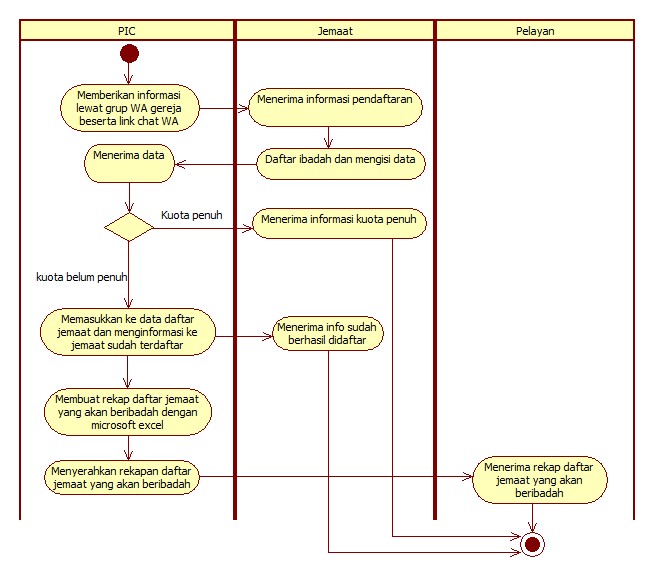 PIC
Jemaat
Pelayan
Memberikan informasi
lewat grup WA gereja
beserta link chat WA
Menerima informasi pendaftaran
Menerima data
Daftar ibadah dan mengisi data
Kuota penuh
Menerima informasi kuota penuh
kuota belum penuh
Memasukkan ke data daftar
jemaat dan menginformasi ke
jemaat sudah terdaftar
Menerima info sudah
berhasil didaftar
Membuat rekap daftar jemaat
yang akan beribadah dengan
microsoft excel
Menyerahkan rekapan daftar
jemaat yang akan beribadah
Menerima rekap daftar
jemaat yang akan
beribadah